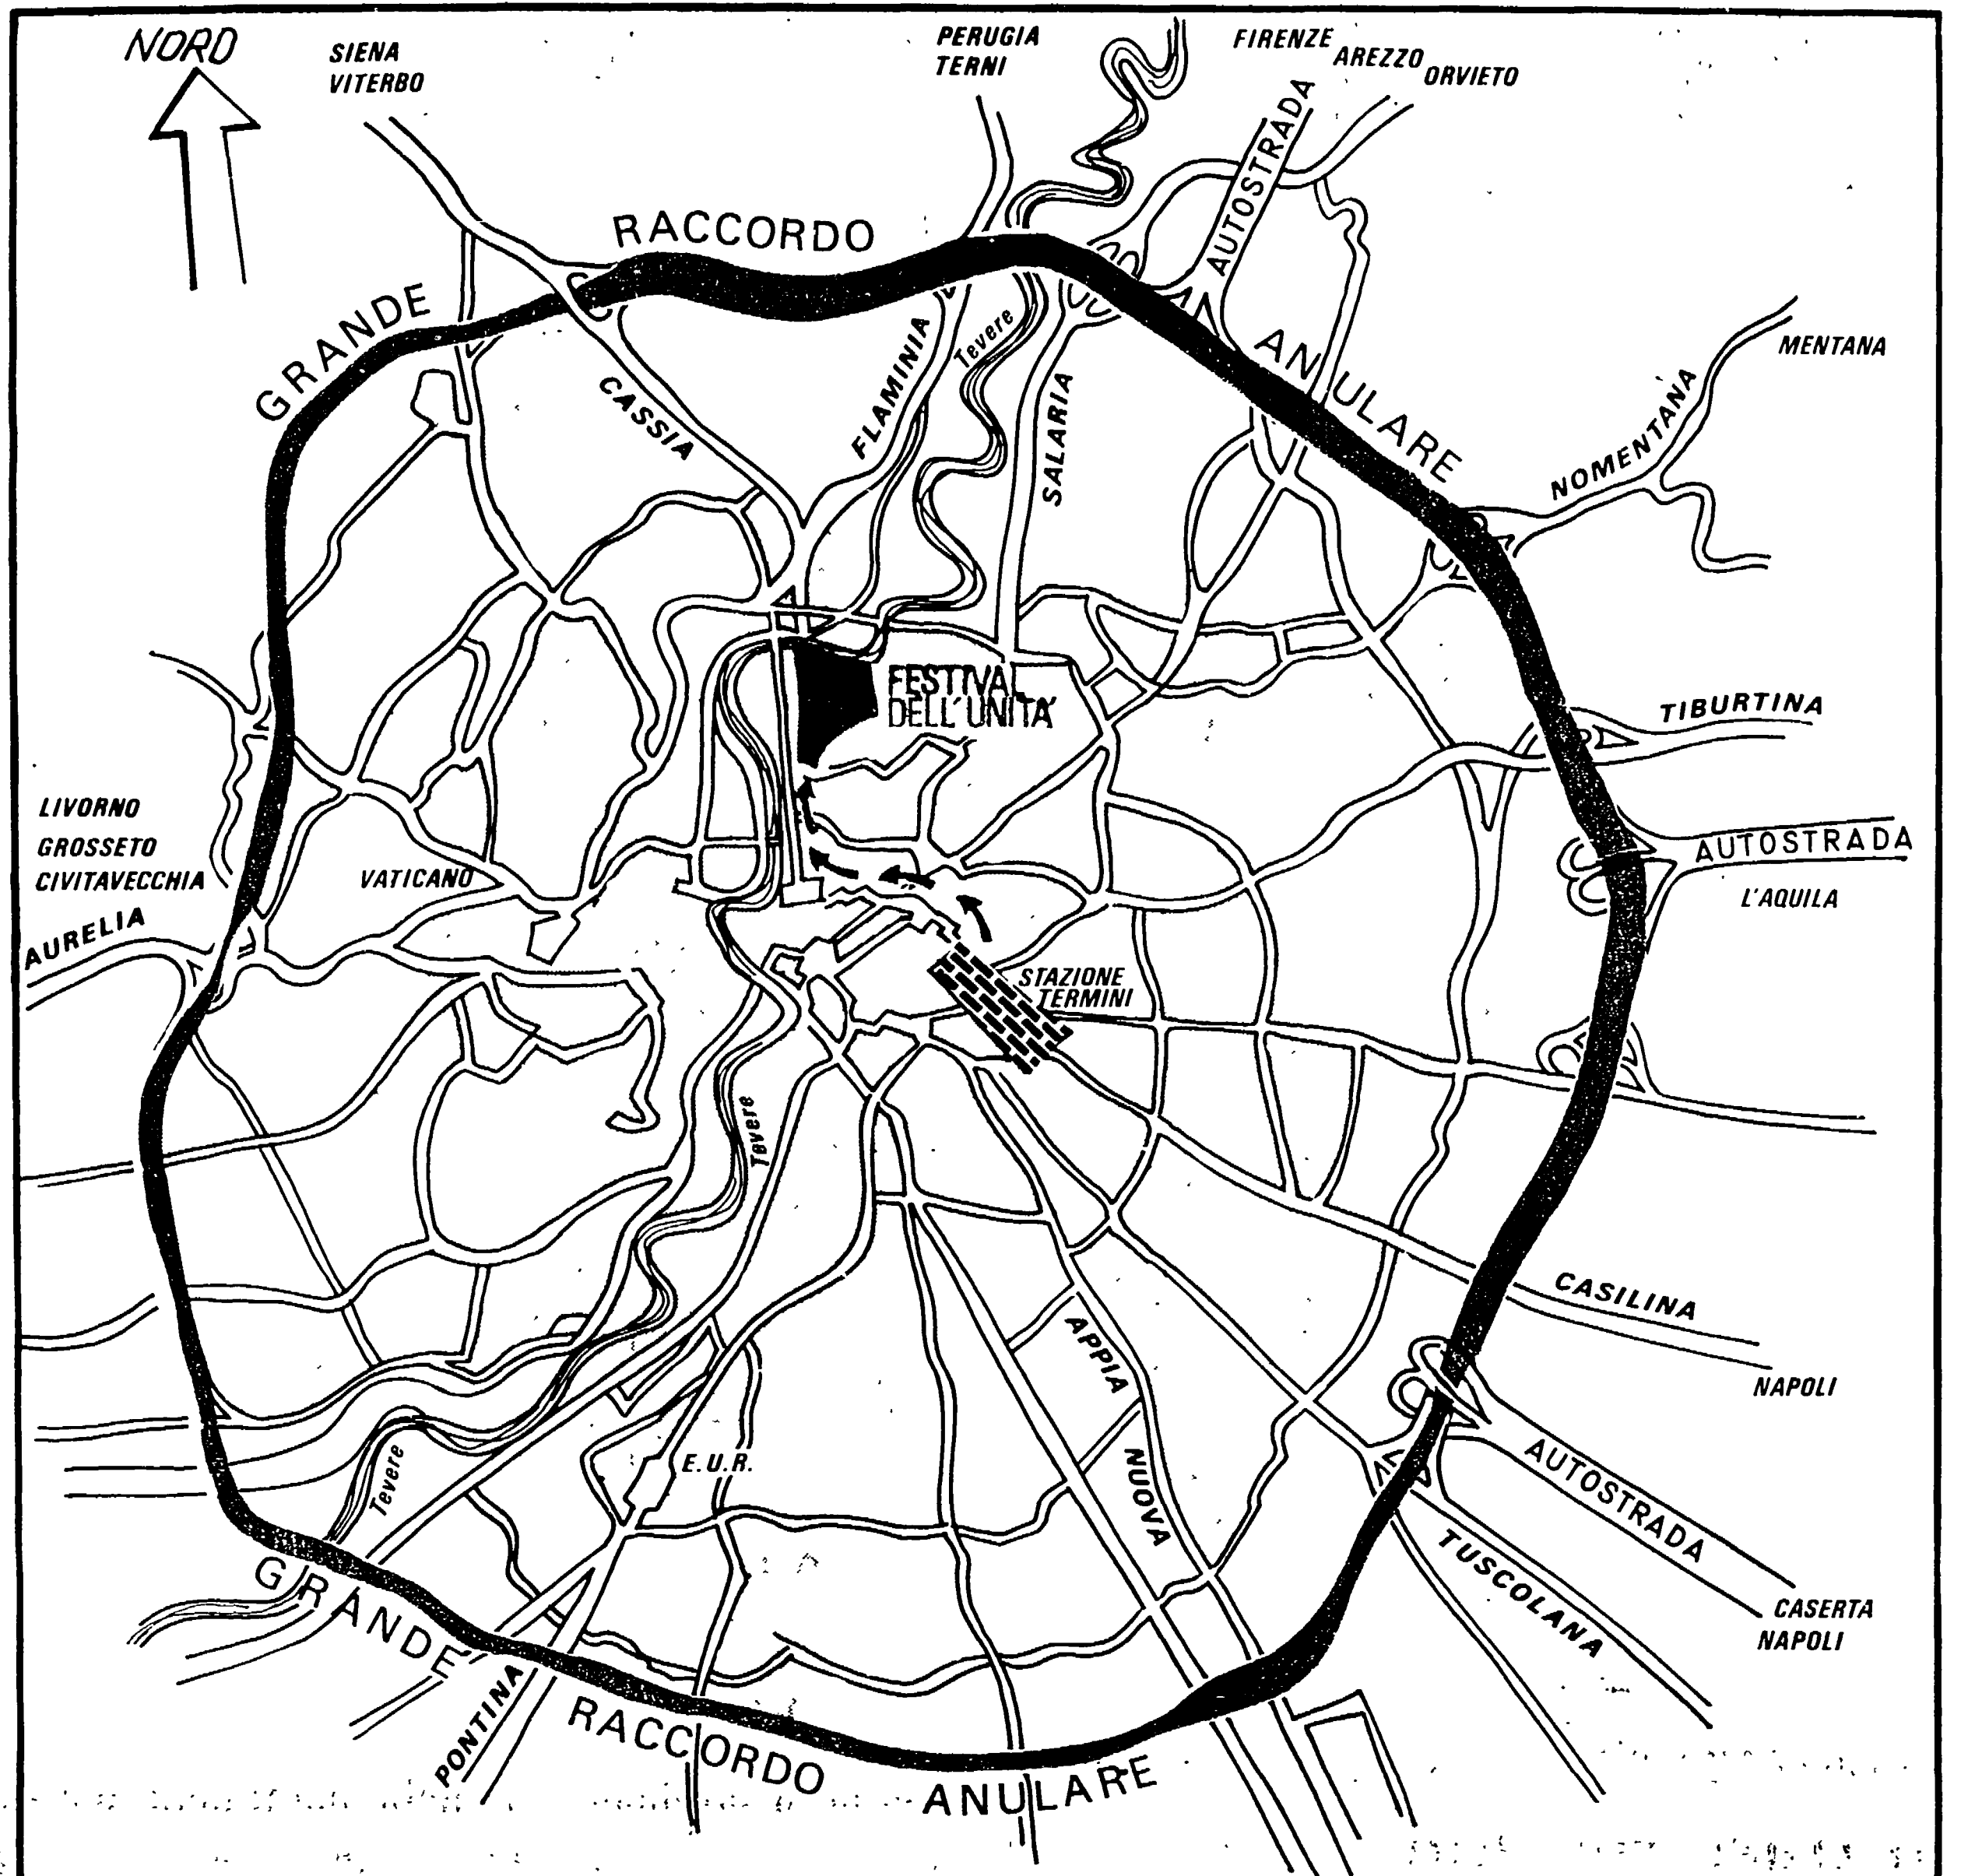 NORD
SIENA
VITERBO
PERUGIA
TERNI
FIRENZE
AREZZO
ORVIETO
AUTOSTRADA
GRANDE
RACCORDO
ANULARE
CASSIA
FLAMINIA
Tevere
SALARIA
MENTANA
NOMENTANA
FESTIVAL
DELL'UNITA'
TIBURTINA
LIVORNO
GROSSETO
CIVITAVECCHIA
AURELIA
VATICANO
AUTOSTRADA
L'AQUILA
STAZIONE
TERMINI
Tevere
CASILINA
NAPOLI
APPIA
NUOVA
E.U.R.
Tevere
AUTOSTRADA
CASERTA
NAPOLI
TUSCOLANA
PONTINA
GRANDE
RACCORDO
ANULARE